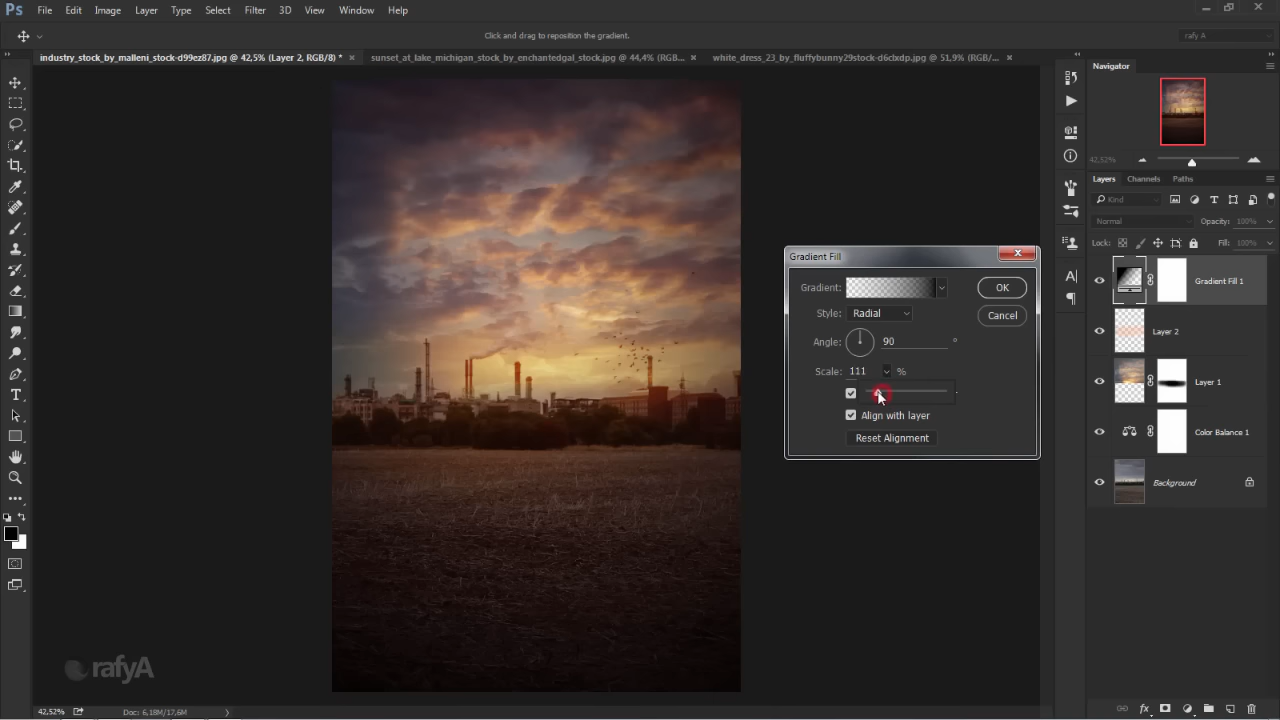 Ps File Edit Image Layer Type Select Filter 3D View Window Help
Click and drag to reposition the gradient.
rafy A
industry_stock_by_malleni_stock-d99ez87.jpg @ 42,5% (Layer 2, RGB/8) *
sunset_at_lake_michigan_stock_by_enchantedgal_stock.jpg @ 44,4% (RGB...
white_dress_23_by_fluffybunny29stock-d6clxdp.jpg @ 51,9% (RGB/...
Navigator
42,52%
Layers Channels Paths
Kind
Normal Opacity: 100%
Lock: Fill: 100%
Gradient Fill 1
Layer 2
Layer 1
Color Balance 1
Background
Gradient Fill
Gradient: OK
Style: Radial Cancel
Angle: 90 °
Scale: 111 %
Align with layer
Reset Alignment
rafyA
42,52% Doc: 6,18M/17,6M